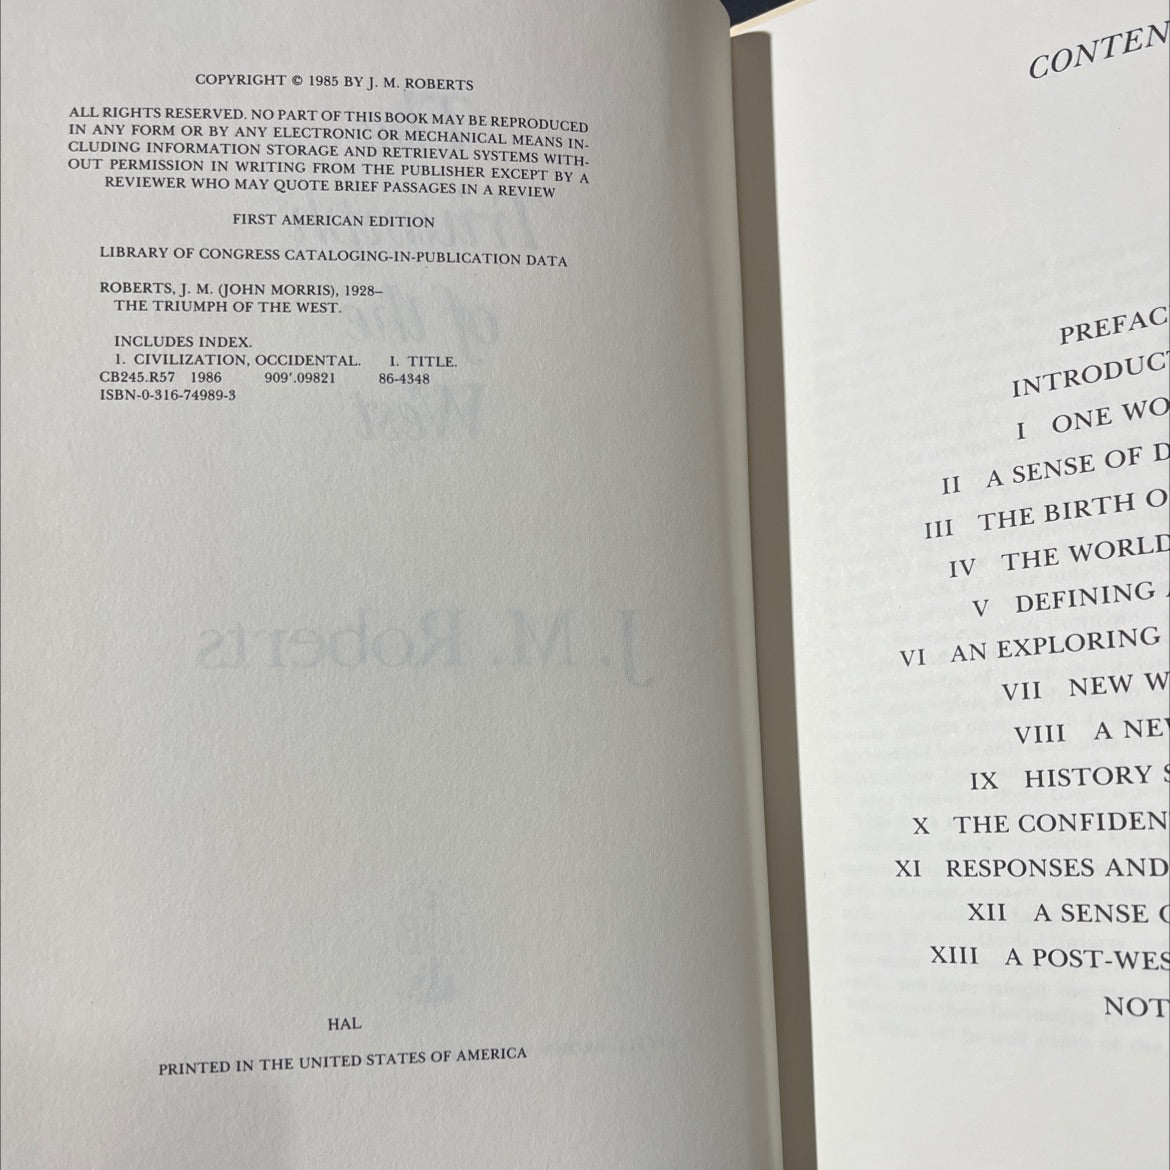 COPYRIGHT © 1985 BY J. M. ROBERTS
ALL RIGHTS RESERVED. NO PART OF THIS BOOK MAY BE REPRODUCED
IN ANY FORM OR BY ANY ELECTRONIC OR MECHANICAL MEANS IN-
CLUDING INFORMATION STORAGE AND RETRIEVAL SYSTEMS WITH-
OUT PERMISSION IN WRITING FROM THE PUBLISHER EXCEPT BY A
REVIEWER WHO MAY QUOTE BRIEF PASSAGES IN A REVIEW
FIRST AMERICAN EDITION
LIBRARY OF CONGRESS CATALOGING-IN-PUBLICATION DATA
ROBERTS, J. M. (JOHN MORRIS), 1928–
THE TRIUMPH OF THE WEST.
INCLUDES INDEX.
1. CIVILIZATION, OCCIDENTAL. I. TITLE.
CB245.R57 1986 909′.09821 86-4348
ISBN-0-316-74989-3
HAL
PRINTED IN THE UNITED STATES OF AMERICA
CONTEN
PREFAC
INTRODUCT
I ONE WO
II A SENSE OF D
III THE BIRTH O
IV THE WORLD
V DEFINING A
VI AN EXPLORING
VII NEW W
VIII A NEW
IX HISTORY S
X THE CONFIDEN
XI RESPONSES AND
XII A SENSE O
XIII A POST-WES
NOT